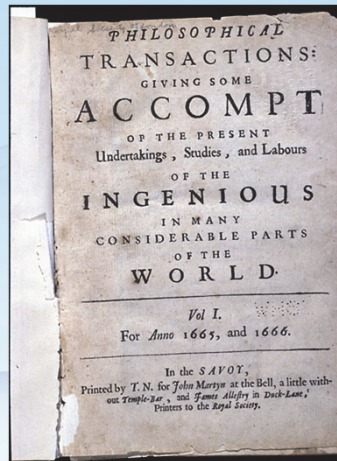 PHILOSOPHICAL
TRANSACTIONS:
GIVING SOME
ACCOMPT
OF THE PRESENT
Undertakings, Studies, and Labours
OF THE
INGENIOUS
IN MANY
CONSIDERABLE PARTS
OF THE
WORLD.
Vol I.
For Anno 1665, and 1666.
In the SAVOY,
Printed by T. N. for John Martyn at the Bell, a little with-
out Temple-Bar, and James Allestry in Duck-Lane,
Printers to the Royal Society.